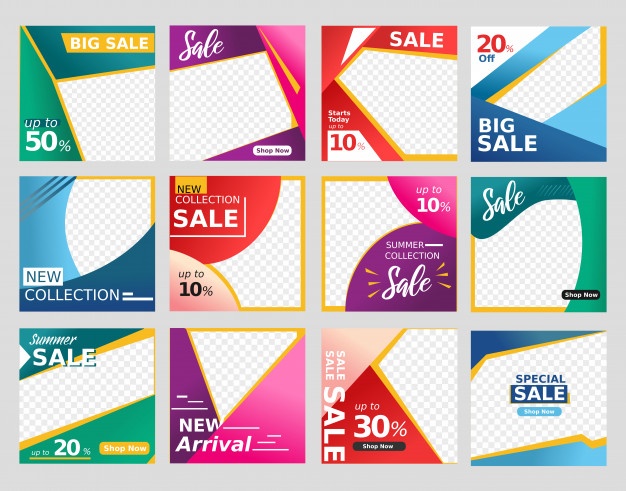 BIG SALE
up to
50%
Sale
Shop Now
SALE
Starts
Today
up to
10%
20%
Off
BIG
SALE
NEW
COLLECTION
NEW
COLLECTION
SALE
up to
10%
up to
10%
SUMMER
COLLECTION
Sale
Sale
Shop Now
Summer
SALE
up to 20 %
Shop Now
NEW
Arrival
SALE
SALE
SALE
up to
30%
Shop Now
SPECIAL
SALE
Shop Now